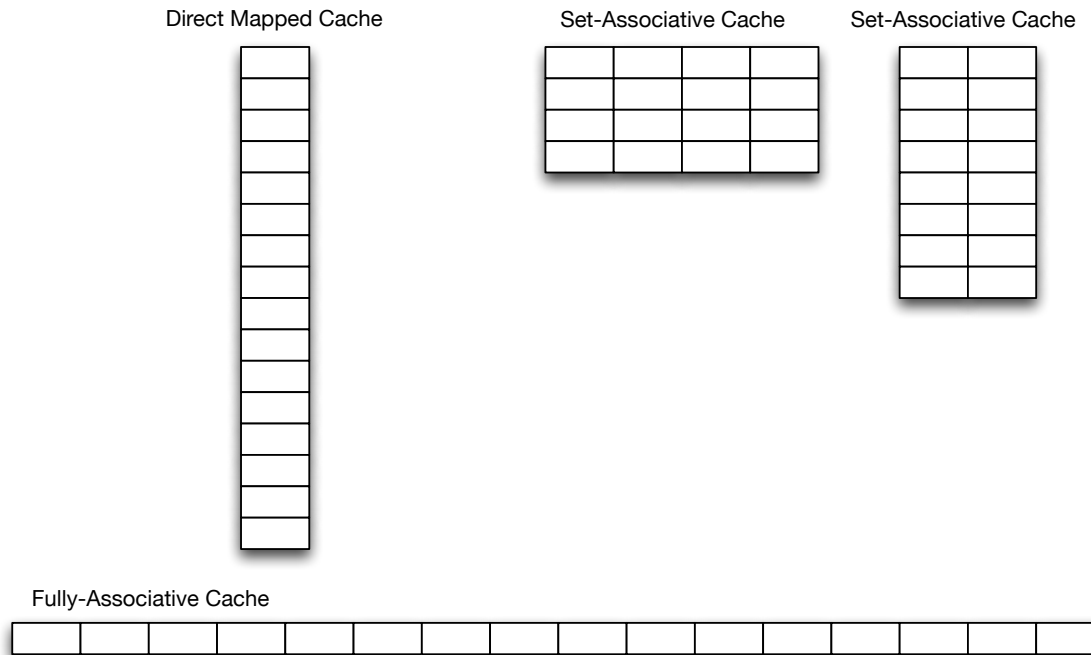 Direct Mapped Cache
Set-Associative Cache
Set-Associative Cache
Fully-Associative Cache